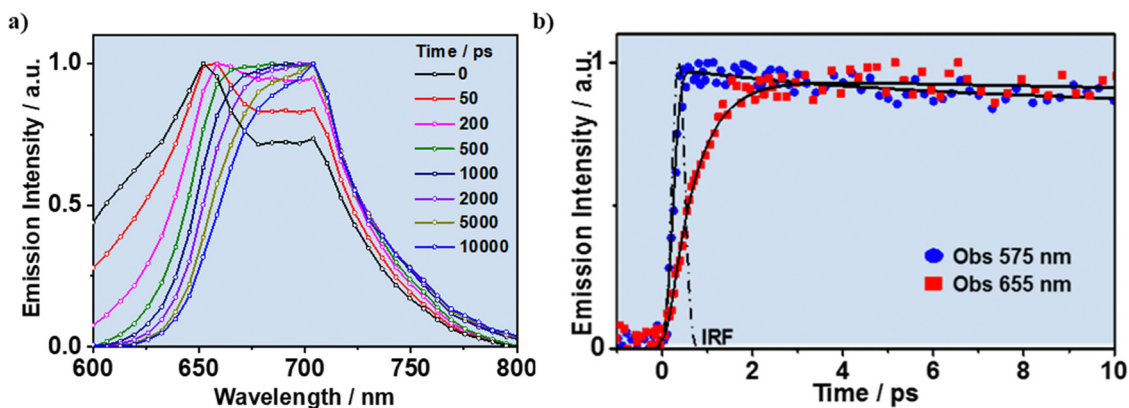 a)
Emission Intensity / a.u.
1.0
0.5
0.0
600
650
700
750
800
Wavelength / nm
Time / ps
0
50
200
500
1000
2000
5000
10000
b)
Emission Intensity / a.u.
1
0
0
2
4
6
8
10
Time / ps
Obs 575 nm
Obs 655 nm
IRF